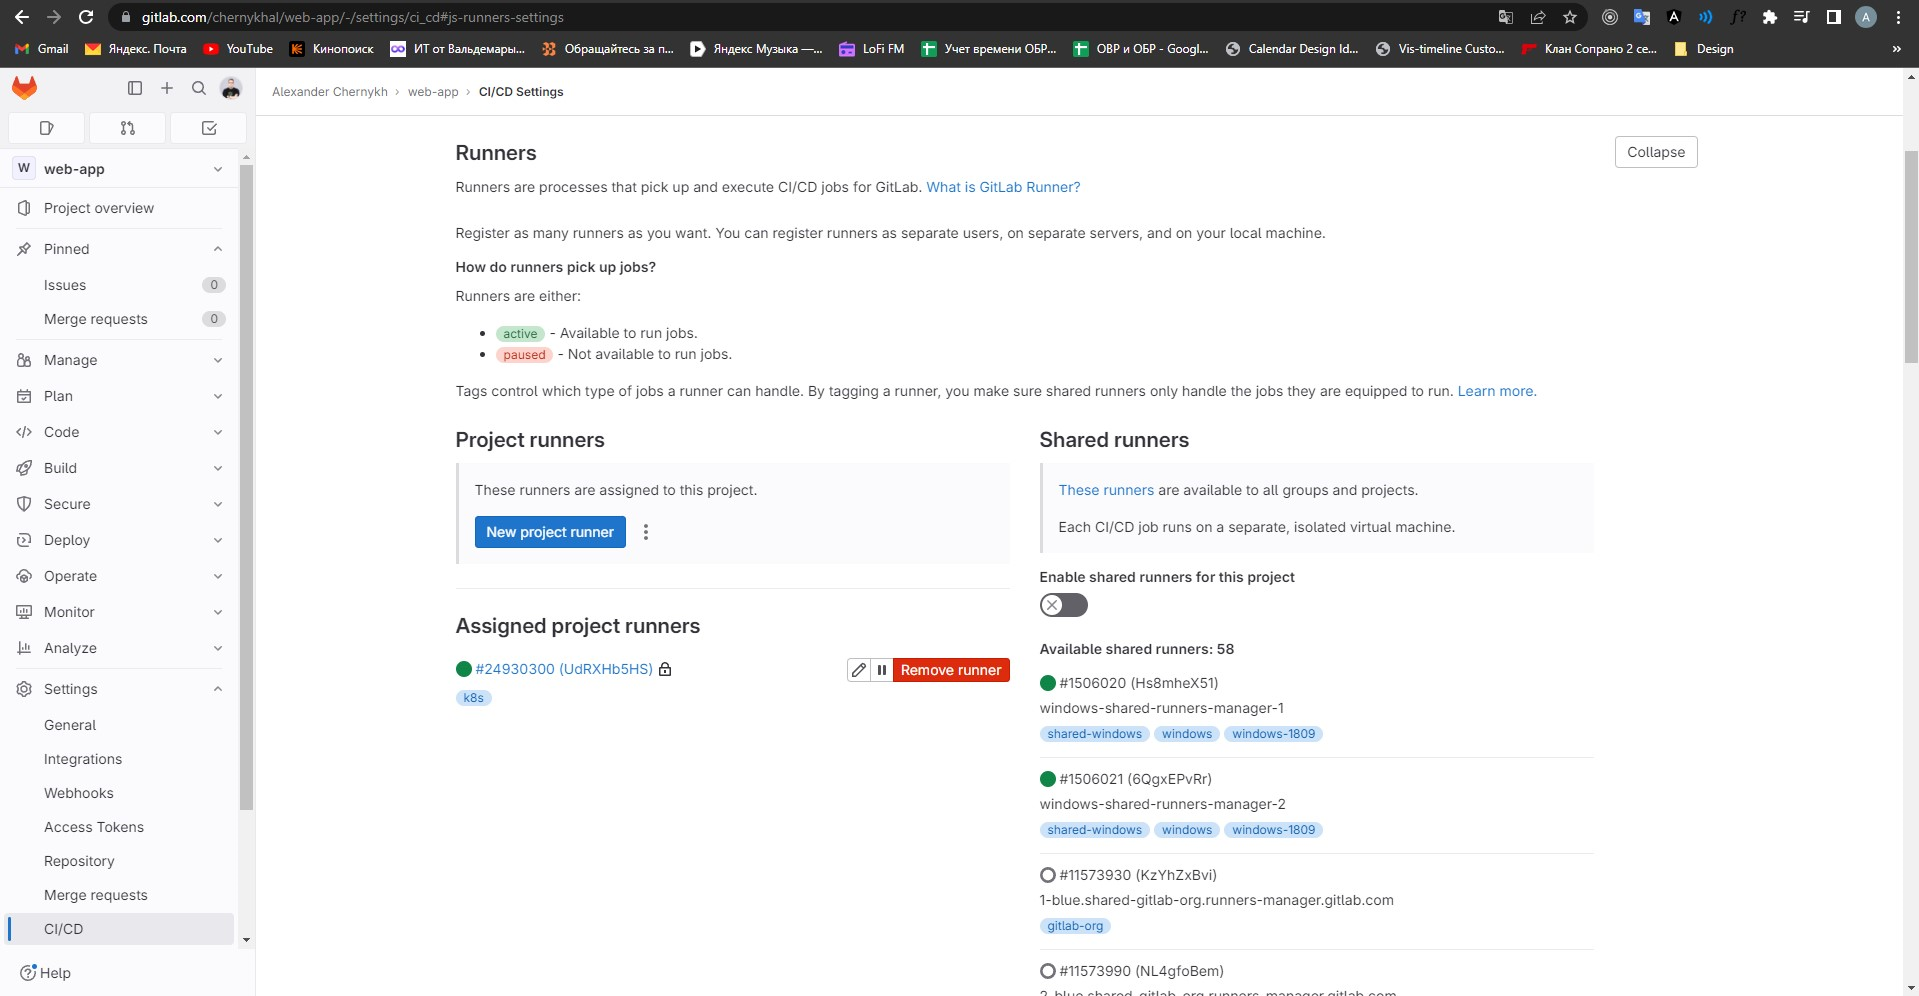 gitlab.com/chernykhal/web-app/-/settings/ci_cd#js-runners-settings
Gmail Яндекс. Почта YouTube Кинопоиск ИТ от Вальдемары... Обращайтесь за п... Яндекс Музыка —... LoFi FM Учет времени ОБР... ОВР и ОБР - Googl... Calendar Design Id... Vis-timeline Custo... Клан Сопрано 2 се... Design »
Alexander Chernykh › web-app › CI/CD Settings
W web-app
Project overview
Pinned
Issues 0
Merge requests 0
Manage
Plan
Code
Build
Secure
Deploy
Operate
Monitor
Analyze
Settings
General
Integrations
Webhooks
Access Tokens
Repository
Merge requests
CI/CD
Help
Runners
Collapse
Runners are processes that pick up and execute CI/CD jobs for GitLab. What is GitLab Runner?
Register as many runners as you want. You can register runners as separate users, on separate servers, and on your local machine.
How do runners pick up jobs?
Runners are either:
• active - Available to run jobs.
• paused - Not available to run jobs.
Tags control which type of jobs a runner can handle. By tagging a runner, you make sure shared runners only handle the jobs they are equipped to run. Learn more.
Project runners
These runners are assigned to this project.
New project runner
Assigned project runners
#24930300 (UdRXHb5HS)
Remove runner
k8s
Shared runners
These runners are available to all groups and projects.
Each CI/CD job runs on a separate, isolated virtual machine.
Enable shared runners for this project
Available shared runners: 58
#1506020 (Hs8mheX51)
windows-shared-runners-manager-1
shared-windows windows windows-1809
#1506021 (6QgxEPvRr)
windows-shared-runners-manager-2
shared-windows windows windows-1809
#11573930 (KzYhZxBvi)
1-blue.shared-gitlab-org.runners-manager.gitlab.com
gitlab-org
#11573990 (NL4gfoBem)
2-blue.shared-gitlab-org.runners-manager.gitlab.com